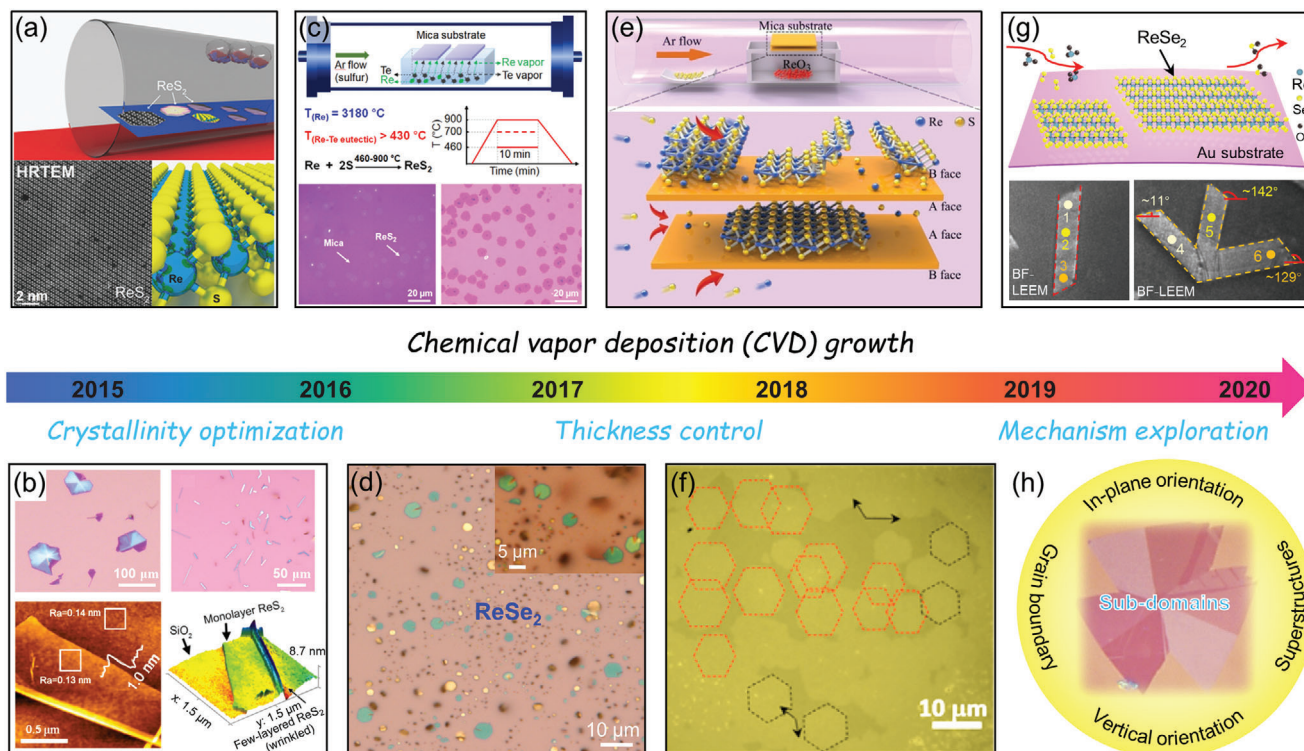 (a)
ReS2
HRTEM
2 nm
ReS2
Re
S
(c)
Mica substrate
Ar flow
(sulfur)
Te
Re
Re vapor
Te vapor
T(Re) = 3180 °C
T(Re-Te eutectic) > 430 °C
Re + 2S 460-900 °C ReS2
T (°C)
900
700
460
10 min
Time (min)
Mica
ReS2
20 μm
20 μm
(e)
Mica substrate
Ar flow
ReO3
Re
S
B face
A face
A face
B face
(g)
ReSe2
Se
Au substrate
1
2
3
BF-
LEEM
~11°
~142°
4
5
6
~129°
BF-LEEM
Chemical vapor deposition (CVD) growth
2015
2016
2017
2018
2019
2020
Crystallinity optimization
Thickness control
Mechanism exploration
(b)
100 μm
50 μm
Ra=0.14 nm
Ra=0.13 nm
1.0 nm
0.5 μm
Monolayer ReS2
SiO2
8.7 nm
x: 1.5 μm
y: 1.5 μm
Few-layered ReS2
(wrinkled)
(d)
5 μm
ReSe2
10 μm
(f)
10 μm
(h)
In-plane orientation
Grain boundary
Sub-domains
Superstructures
Vertical orientation